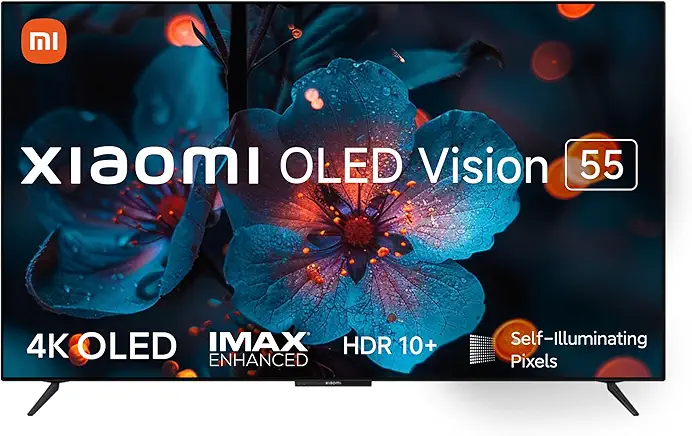 mi
xiaomi OLED Vision 55
4K OLED
IMAX®
ENHANCED
HDR 10+
Self-Illuminating
Pixels
xiaomi